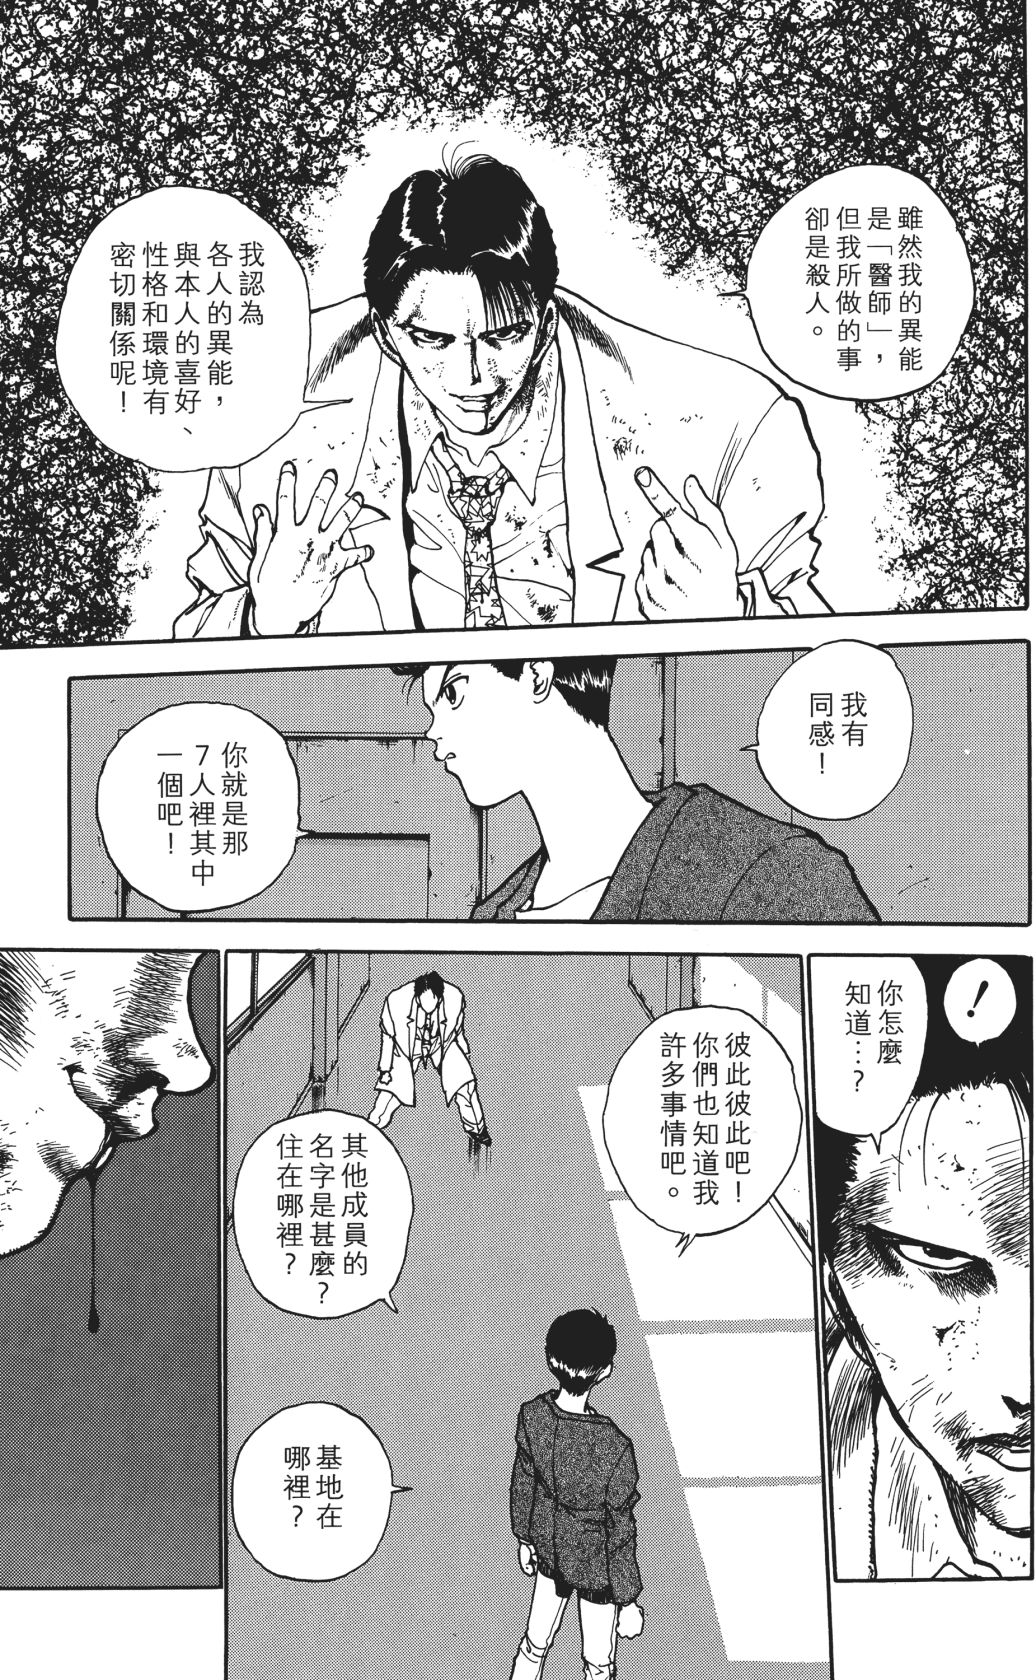 雖然我的異能
是「醫師」，
但我所做的事
卻是殺人。
我認為
各人的異能，
與本人的喜好、
性格和環境有
密切關係呢！
我有
同感！
你就是那
7人裡其中
一個吧！
！
你怎麼
知道…？
彼此彼此吧！
你們也知道我
許多事情吧。
其他成員的
名字是甚麼？
住在哪裡？
基地在
哪裡？